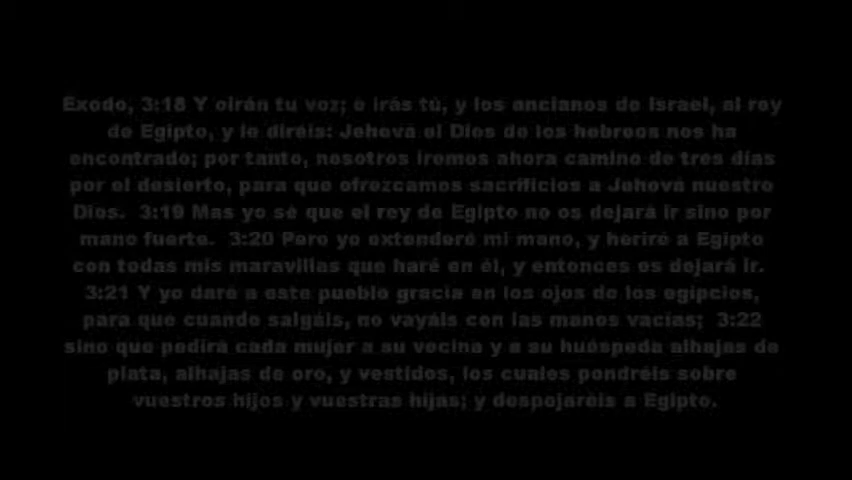 Éxodo, 3:18 Y oirán tu voz; e irás tú, y los ancianos de Israel, al rey
de Egipto, y le diréis: Jehová el Dios de los hebreos nos ha
encontrado; por tanto, nosotros iremos ahora camino de tres días
por el desierto, para que ofrezcamos sacrificios a Jehová nuestro
Dios. 3:19 Mas yo sé que el rey de Egipto no os dejará ir sino por
mano fuerte. 3:20 Pero yo extenderé mi mano, y heriré a Egipto
con todas mis maravillas que haré en él, y entonces os dejará ir.
3:21 Y yo daré a este pueblo gracia en los ojos de los egipcios,
para que cuando salgáis, no vayáis con las manos vacías; 3:22
sino que pedirá cada mujer a su vecina y a su huéspeda alhajas de
plata, alhajas de oro, y vestidos, los cuales pondréis sobre
vuestros hijos y vuestras hijas; y despojaréis a Egipto.